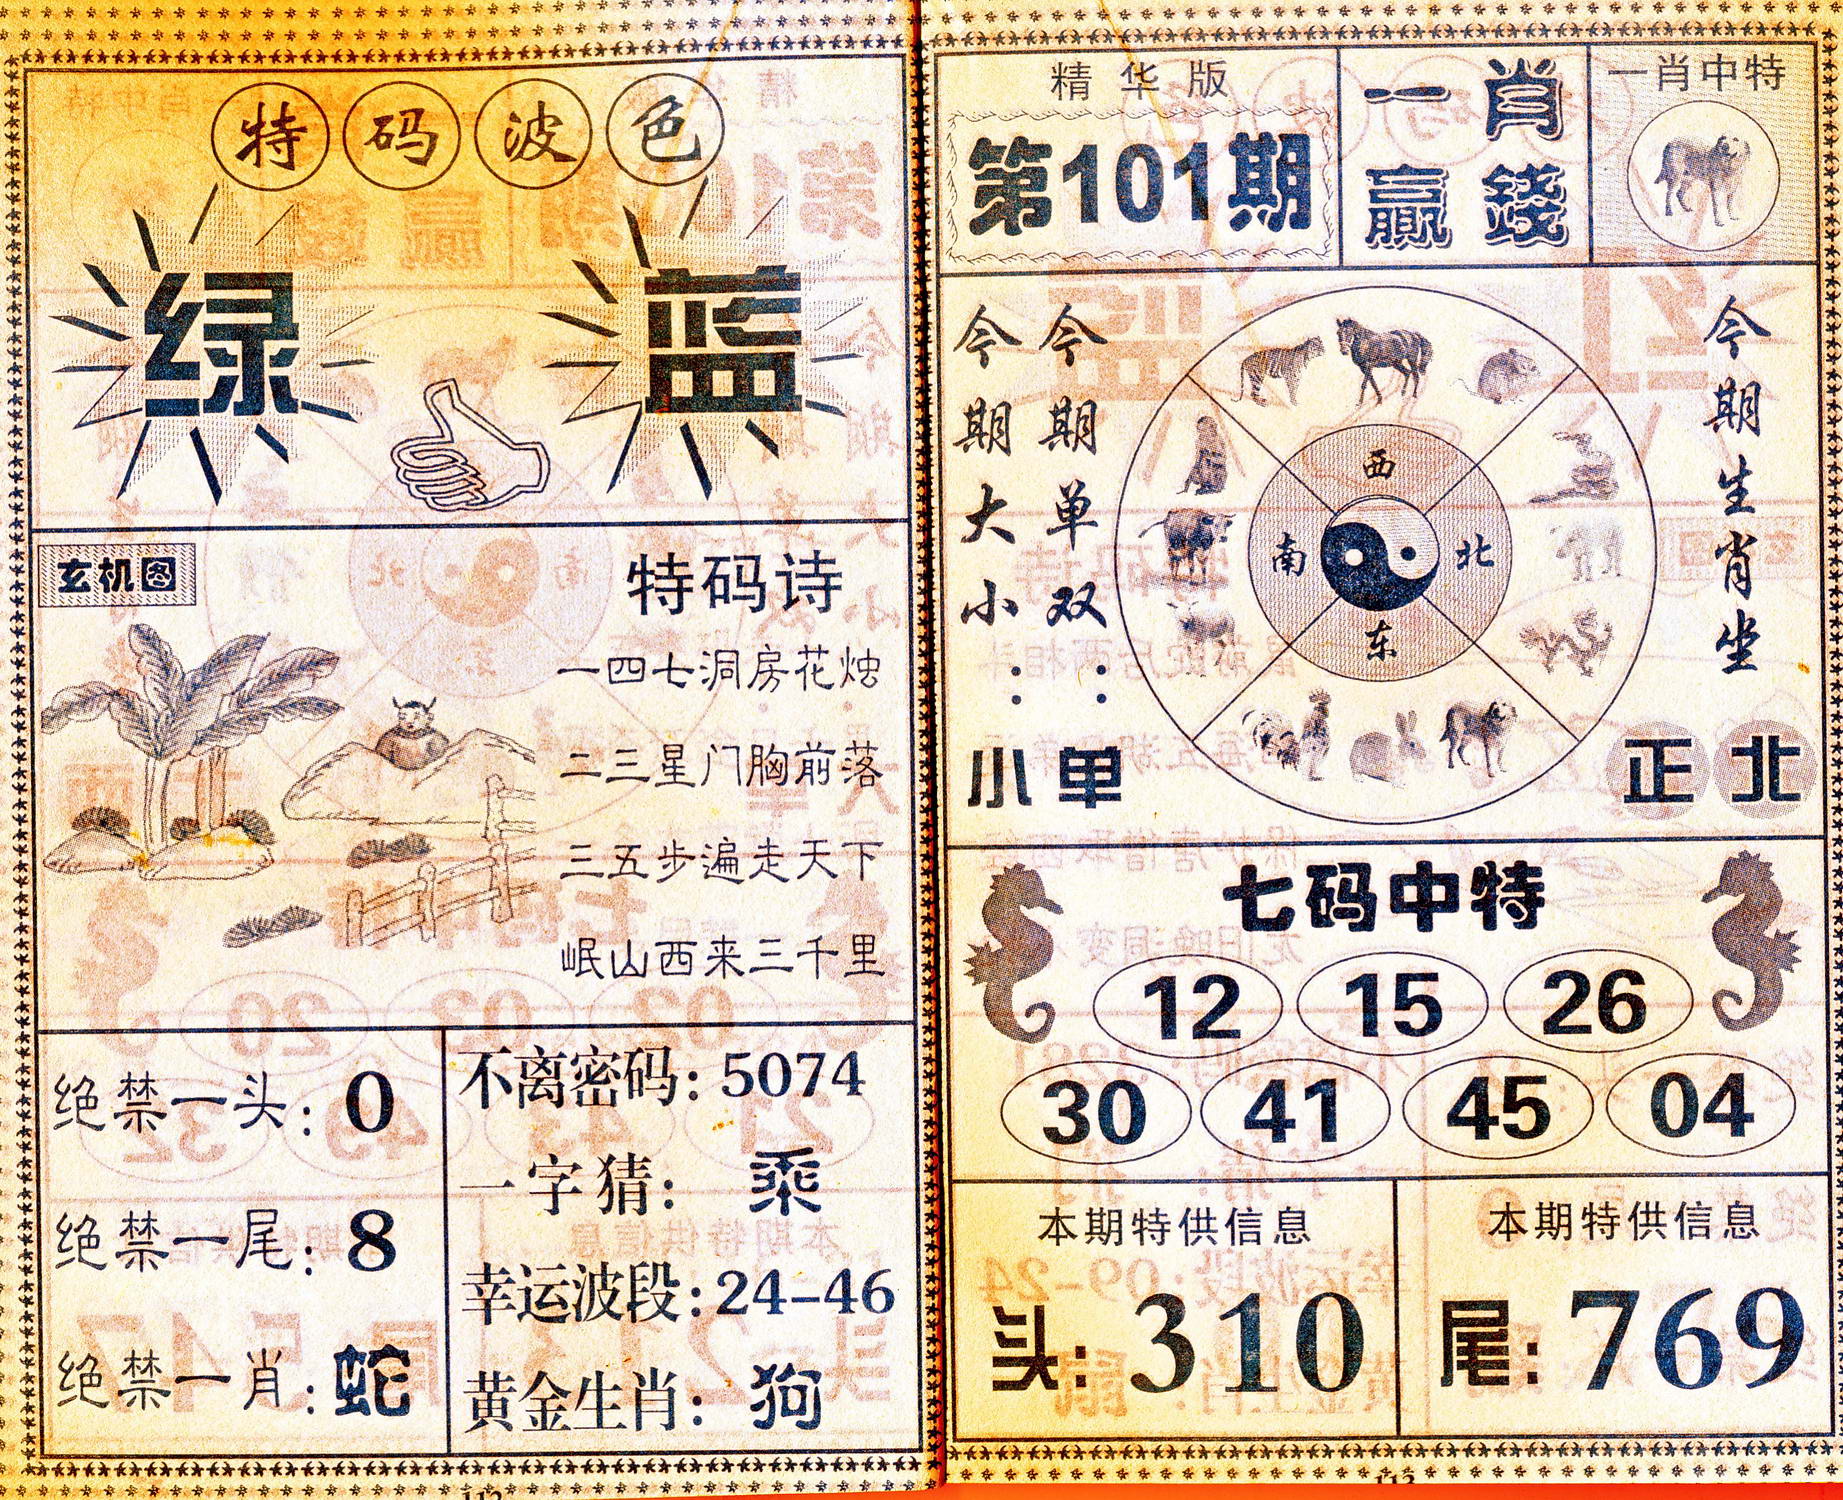 特码波色
绿 蓝
玄机图
特码诗
一四七洞房花烛
二三星门胸前落
三五步遍走天下
岷山西来三千里
绝禁一头：0
绝禁一尾：8
绝禁一肖：蛇
不离密码：5074
一字猜：乘
幸运波段：24-46
黄金生肖：狗
112
精华版
第101期
一肖
赢錢
一肖中特
今期大小：小
今期单双：单
西
南 北
东
今期生肖坐
正北
七码中特
12 15 26
30 41 45 04
本期特供信息
头：310
本期特供信息
尾：769